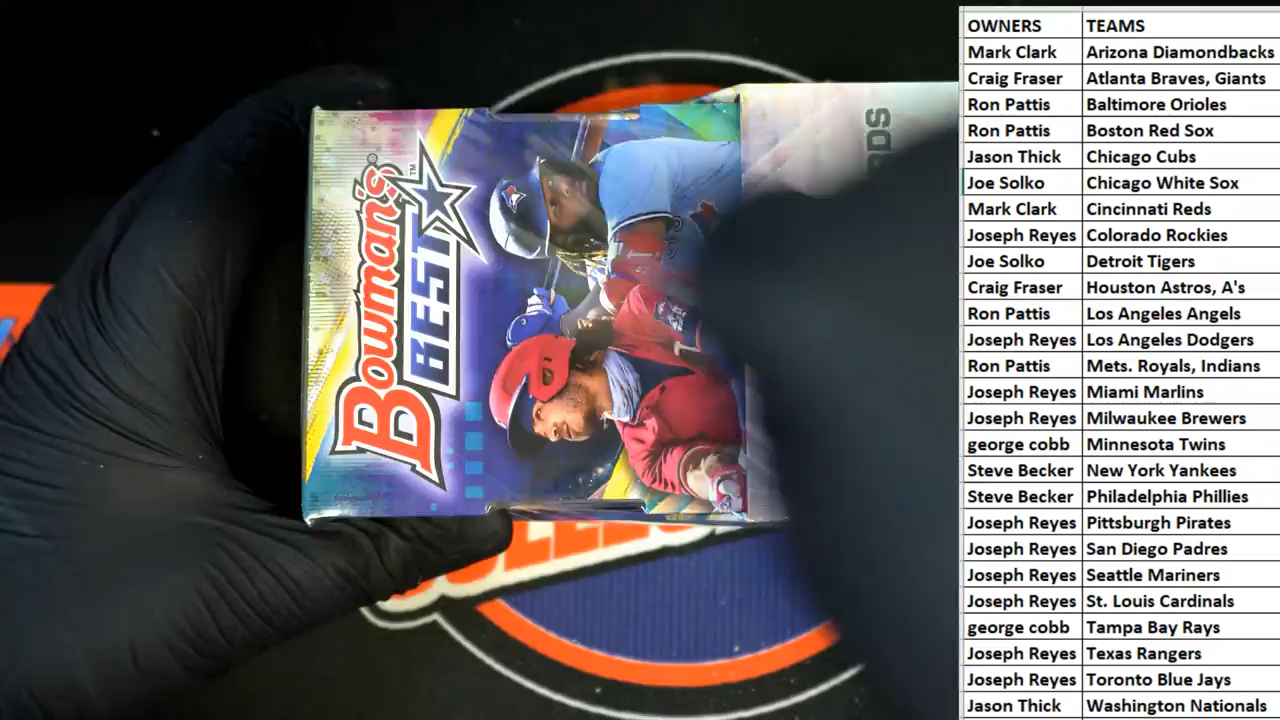 Bowman's
BEST
™
DS
OWNERS TEAMS
Mark Clark Arizona Diamondbacks
Craig Fraser Atlanta Braves, Giants
Ron Pattis Baltimore Orioles
Ron Pattis Boston Red Sox
Jason Thick Chicago Cubs
Joe Solko Chicago White Sox
Mark Clark Cincinnati Reds
Joseph Reyes Colorado Rockies
Joe Solko Detroit Tigers
Craig Fraser Houston Astros, A's
Ron Pattis Los Angeles Angels
Joseph Reyes Los Angeles Dodgers
Ron Pattis Mets. Royals, Indians
Joseph Reyes Miami Marlins
Joseph Reyes Milwaukee Brewers
george cobb Minnesota Twins
Steve Becker New York Yankees
Steve Becker Philadelphia Phillies
Joseph Reyes Pittsburgh Pirates
Joseph Reyes San Diego Padres
Joseph Reyes Seattle Mariners
Joseph Reyes St. Louis Cardinals
george cobb Tampa Bay Rays
Joseph Reyes Texas Rangers
Joseph Reyes Toronto Blue Jays
Jason Thick Washington Nationals